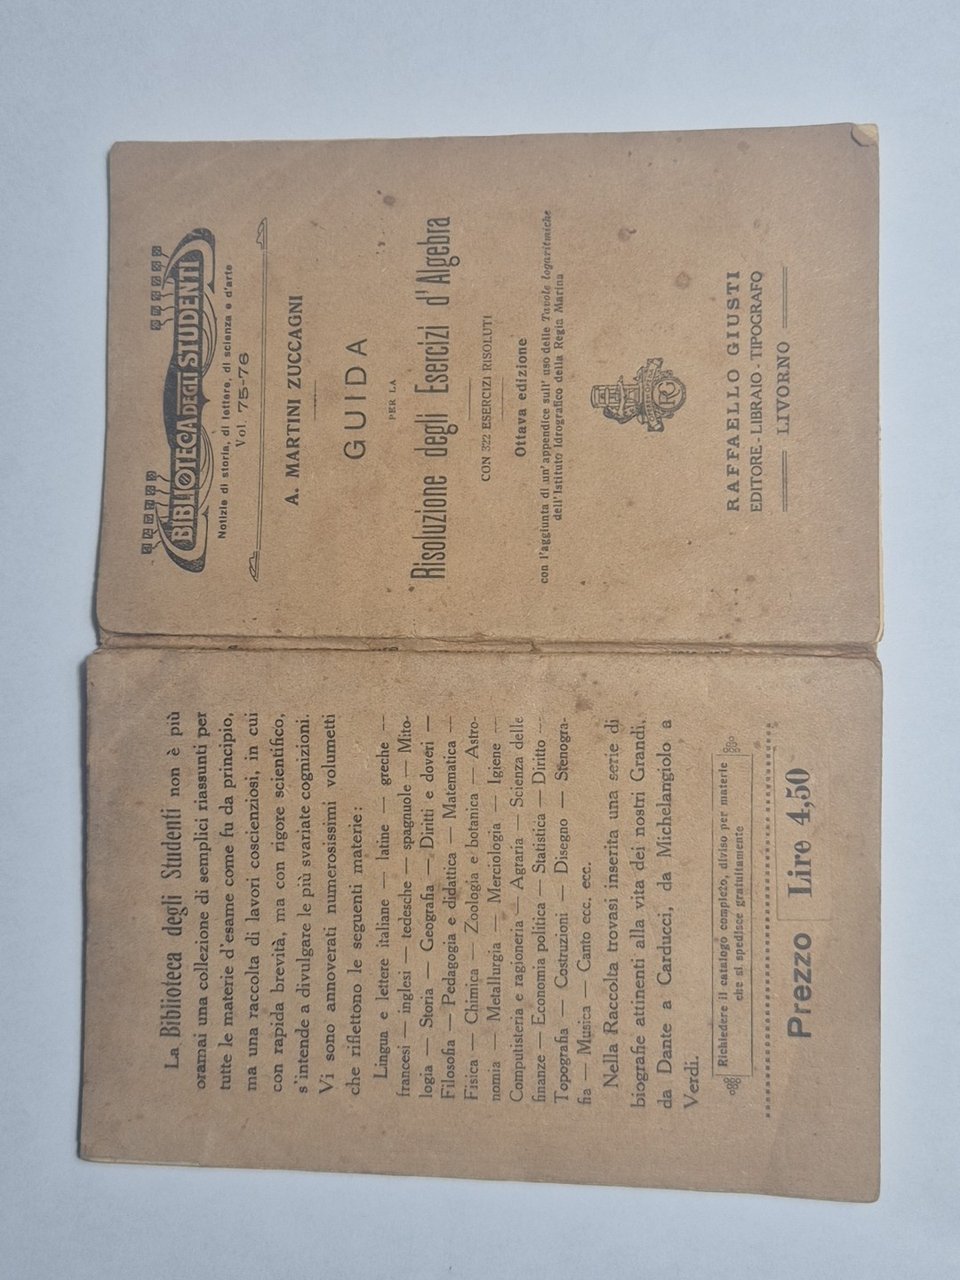 BIBLIOTECA DEGLI STUDENTI
Notizie di storia, di lettere, di scienza e d'arte
Vol. 75-76
A. MARTINI ZUCCAGNI
GUIDA
PER LA
Risoluzione degli Esercizi d'Algebra
CON 322 ESERCIZI RISOLUTI
Ottava edizione
con l'aggiunta di un'appendice sull'uso delle Tavole logaritmiche
dell'Istituto Idrografico della Regia Marina
RG
RAFFAELLO GIUSTI
EDITORE - LIBRAIO - TIPOGRAFO
LIVORNO
La Biblioteca degli Studenti non è più
oramai una collezione di semplici riassunti per
tutte le materie d'esame come fu da principio,
ma una raccolta di lavori coscienziosi, in cui
con rapida brevità, ma con rigore scientifico,
s'intende a divulgare le più svariate cognizioni.
Vi sono annoverati numerosissimi volumetti
che riflettono le seguenti materie:
Lingua e lettere italiane — latine — greche —
francesi — inglesi — tedesche — spagnuole — Mito-
logia — Storia — Geografia — Diritti e doveri —
Filosofia — Pedagogia e didattica — Matematica —
Fisica — Chimica — Zoologia e botanica — Astro-
nomia — Metallurgia — Merciologia — Igiene —
Computisteria e ragioneria — Agraria — Scienza delle
finanze — Economia politica — Statistica — Diritto —
Topografia — Costruzioni — Disegno — Stenogra-
fia — Musica — Canto ecc. ecc.
Nella Raccolta trovasi inserita una serie di
biografie attinenti alla vita dei nostri Grandi,
da Dante a Carducci, da Michelangiolo a
Verdi.
Richiedere il catalogo completo, diviso per materie
che si spedisce gratuitamente
Prezzo Lire 4,50